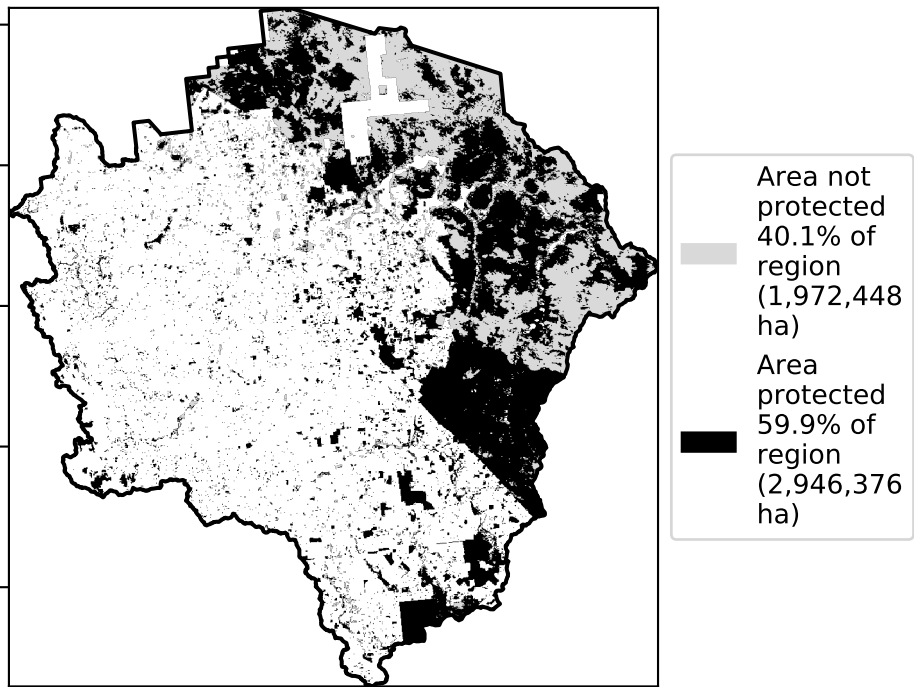 Area not
protected
40.1% of
region
(1,972,448
ha)
Area
protected
59.9% of
region
(2,946,376
ha)